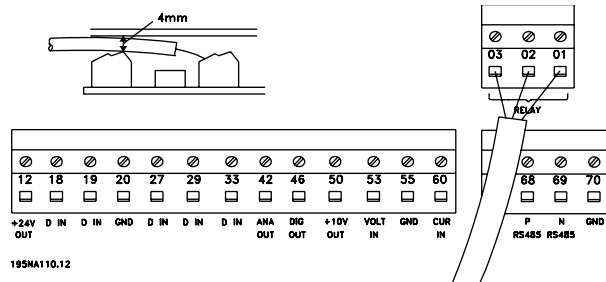 4mm
03 02 01
RELAY
12 18 19 20 27 29 33 42 46 50 53 55 60
+24V OUT D IN D IN GND D IN D IN D IN ANA OUT DIG OUT +10V OUT VOLT IN GND CUR IN
68 69 70
P RS485 N RS485 GND
195NA110.12